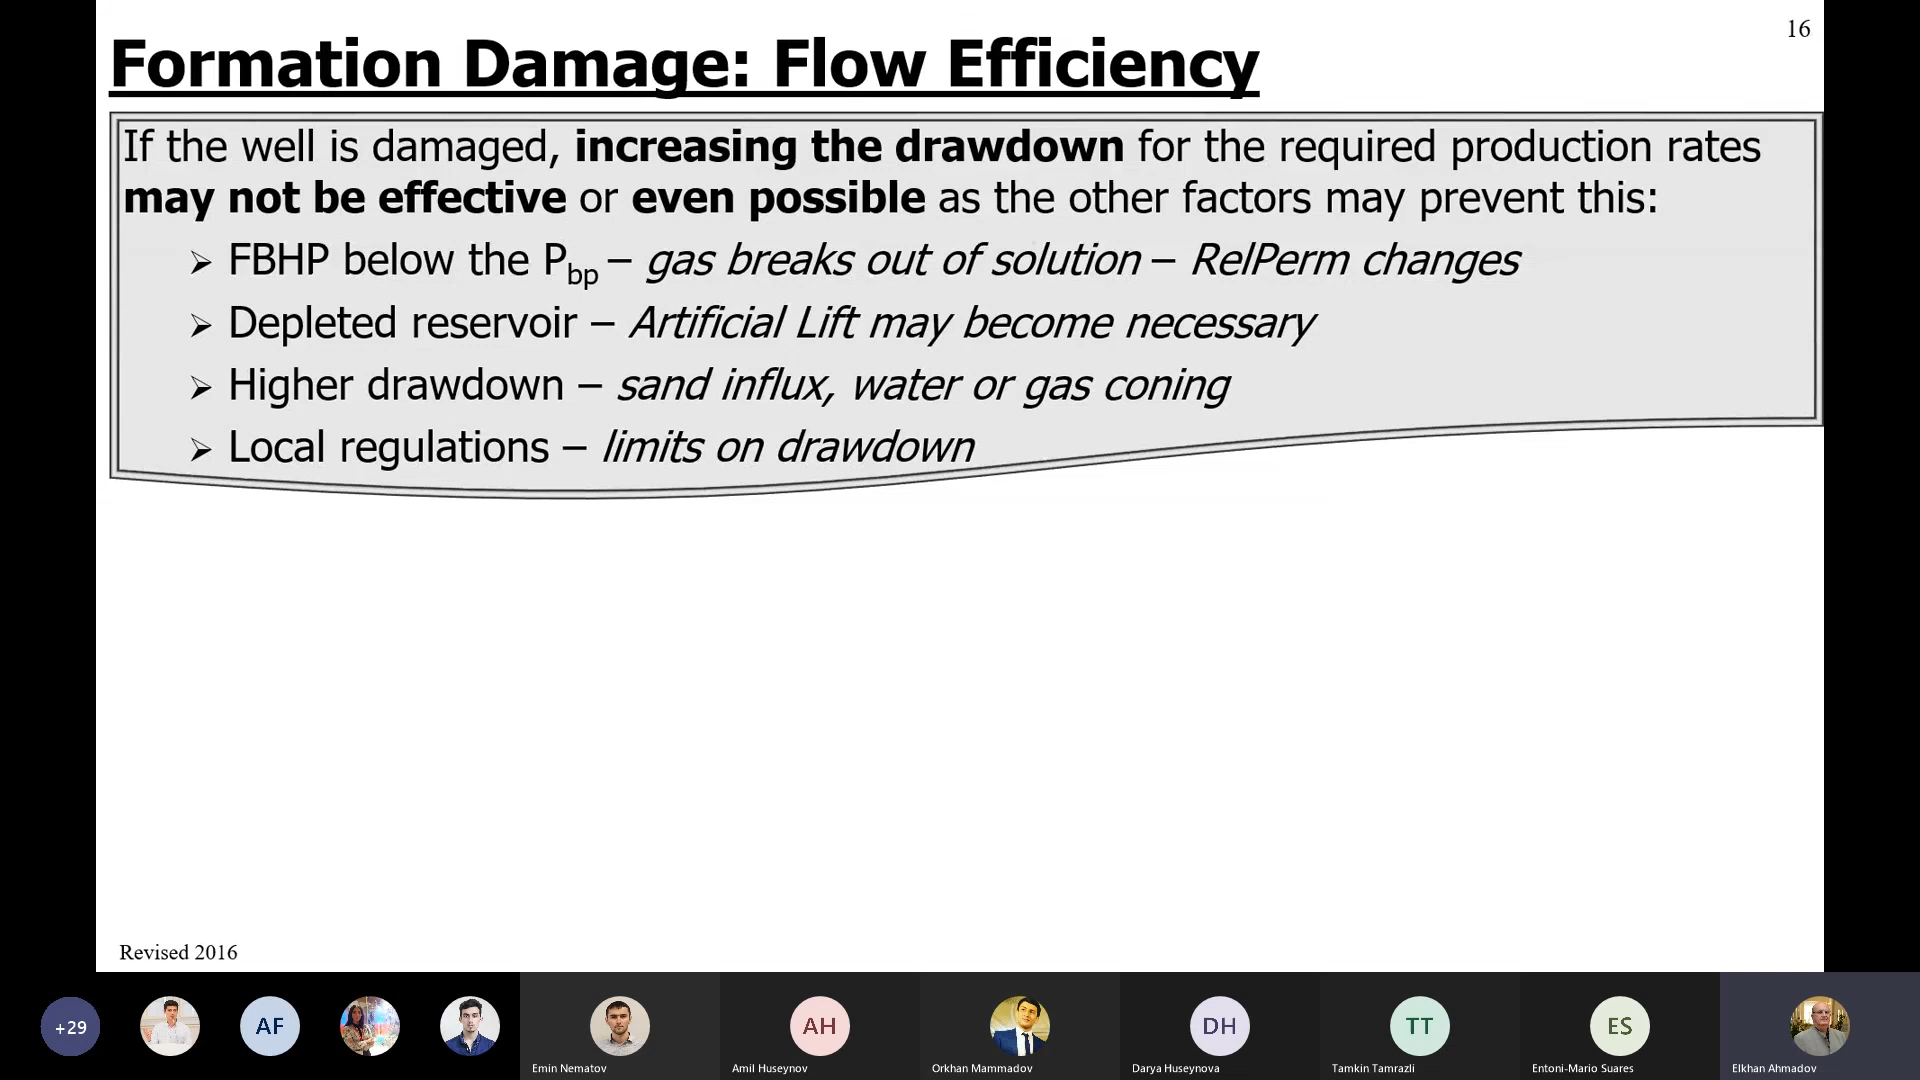 16
Formation Damage: Flow Efficiency
If the well is damaged, increasing the drawdown for the required production rates
may not be effective or even possible as the other factors may prevent this:
➢ FBHP below the Pbp – gas breaks out of solution – RelPerm changes
➢ Depleted reservoir – Artificial Lift may become necessary
➢ Higher drawdown – sand influx, water or gas coning
➢ Local regulations – limits on drawdown
Revised 2016
+29
AF
AH
DH
TT
ES
Emin Nematov
Amil Huseynov
Orkhan Mammadov
Darya Huseynova
Tamkin Tamrazli
Entoni-Mario Suares
Elkhan Ahmadov